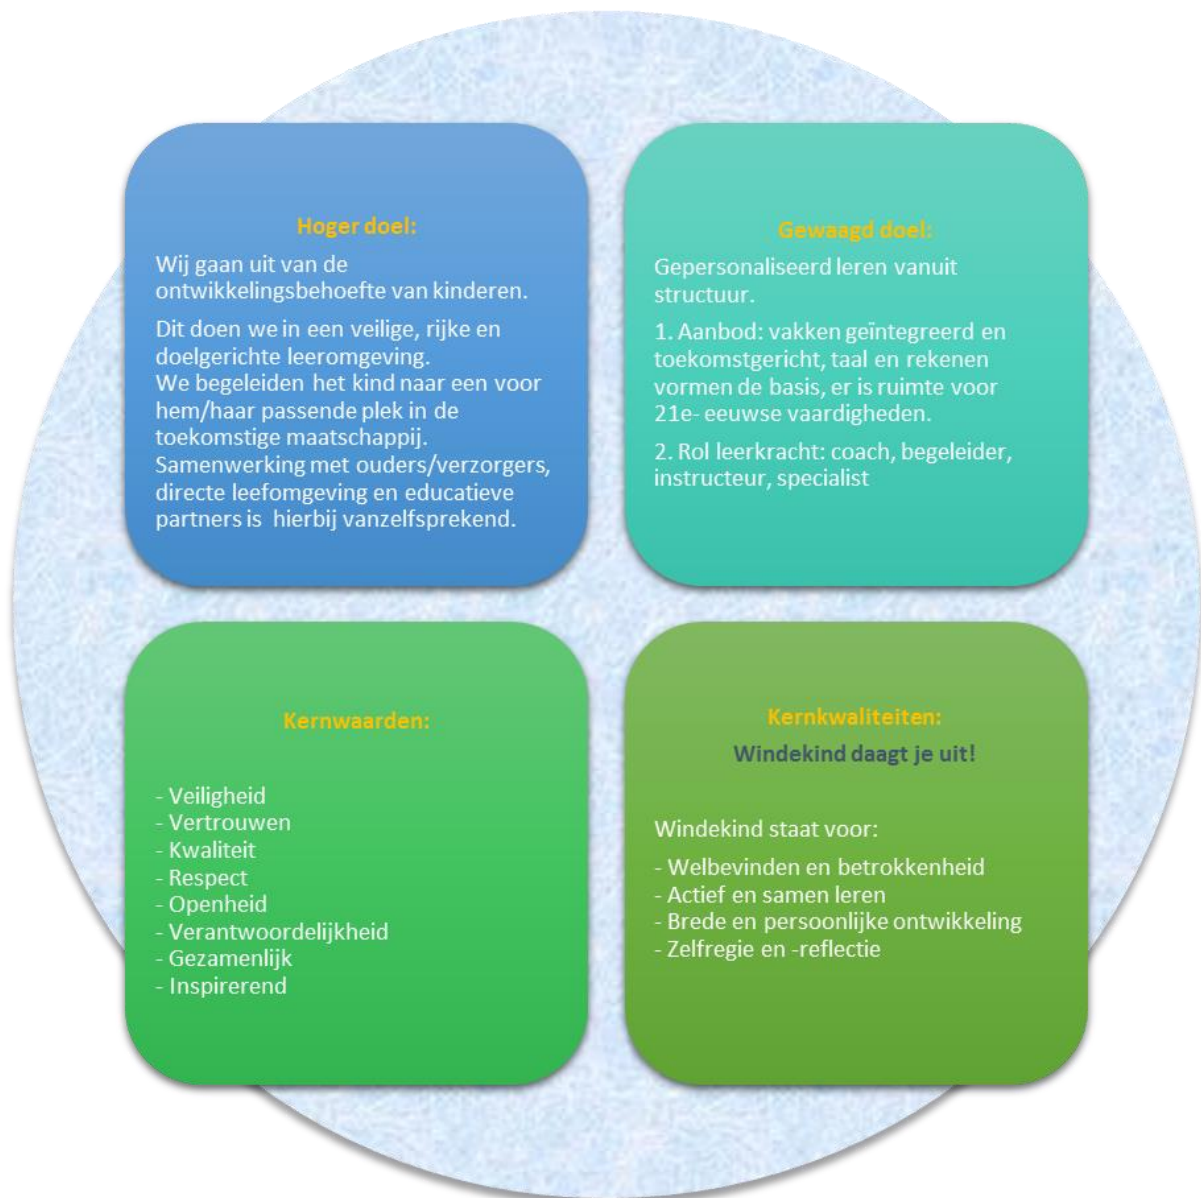 Hoger doel:
Wij gaan uit van de
ontwikkelingsbehoefte van kinderen.
Dit doen we in een veilige, rijke en
doelgerichte leeromgeving.
We begeleiden het kind naar een voor
hem/haar passende plek in de
toekomstige maatschappij.
Samenwerking met ouders/verzorgers,
directe leefomgeving en educatieve
partners is hierbij vanzelfsprekend.
Gewaagd doel:
Gepersonaliseerd leren vanuit
structuur.
1. Aanbod: vakken geïntegreerd en
toekomstgericht, taal en rekenen
vormen de basis, er is ruimte voor
21e- eeuwse vaardigheden.
2. Rol leerkracht: coach, begeleider,
instructeur, specialist
Kernwaarden:
- Veiligheid
- Vertrouwen
- Kwaliteit
- Respect
- Openheid
- Verantwoordelijkheid
- Gezamenlijk
- Inspirerend
Kernkwaliteiten:
Windekind daagt je uit!
Windekind staat voor:
- Welbevinden en betrokkenheid
- Actief en samen leren
- Brede en persoonlijke ontwikkeling
- Zelfregie en -reflectie